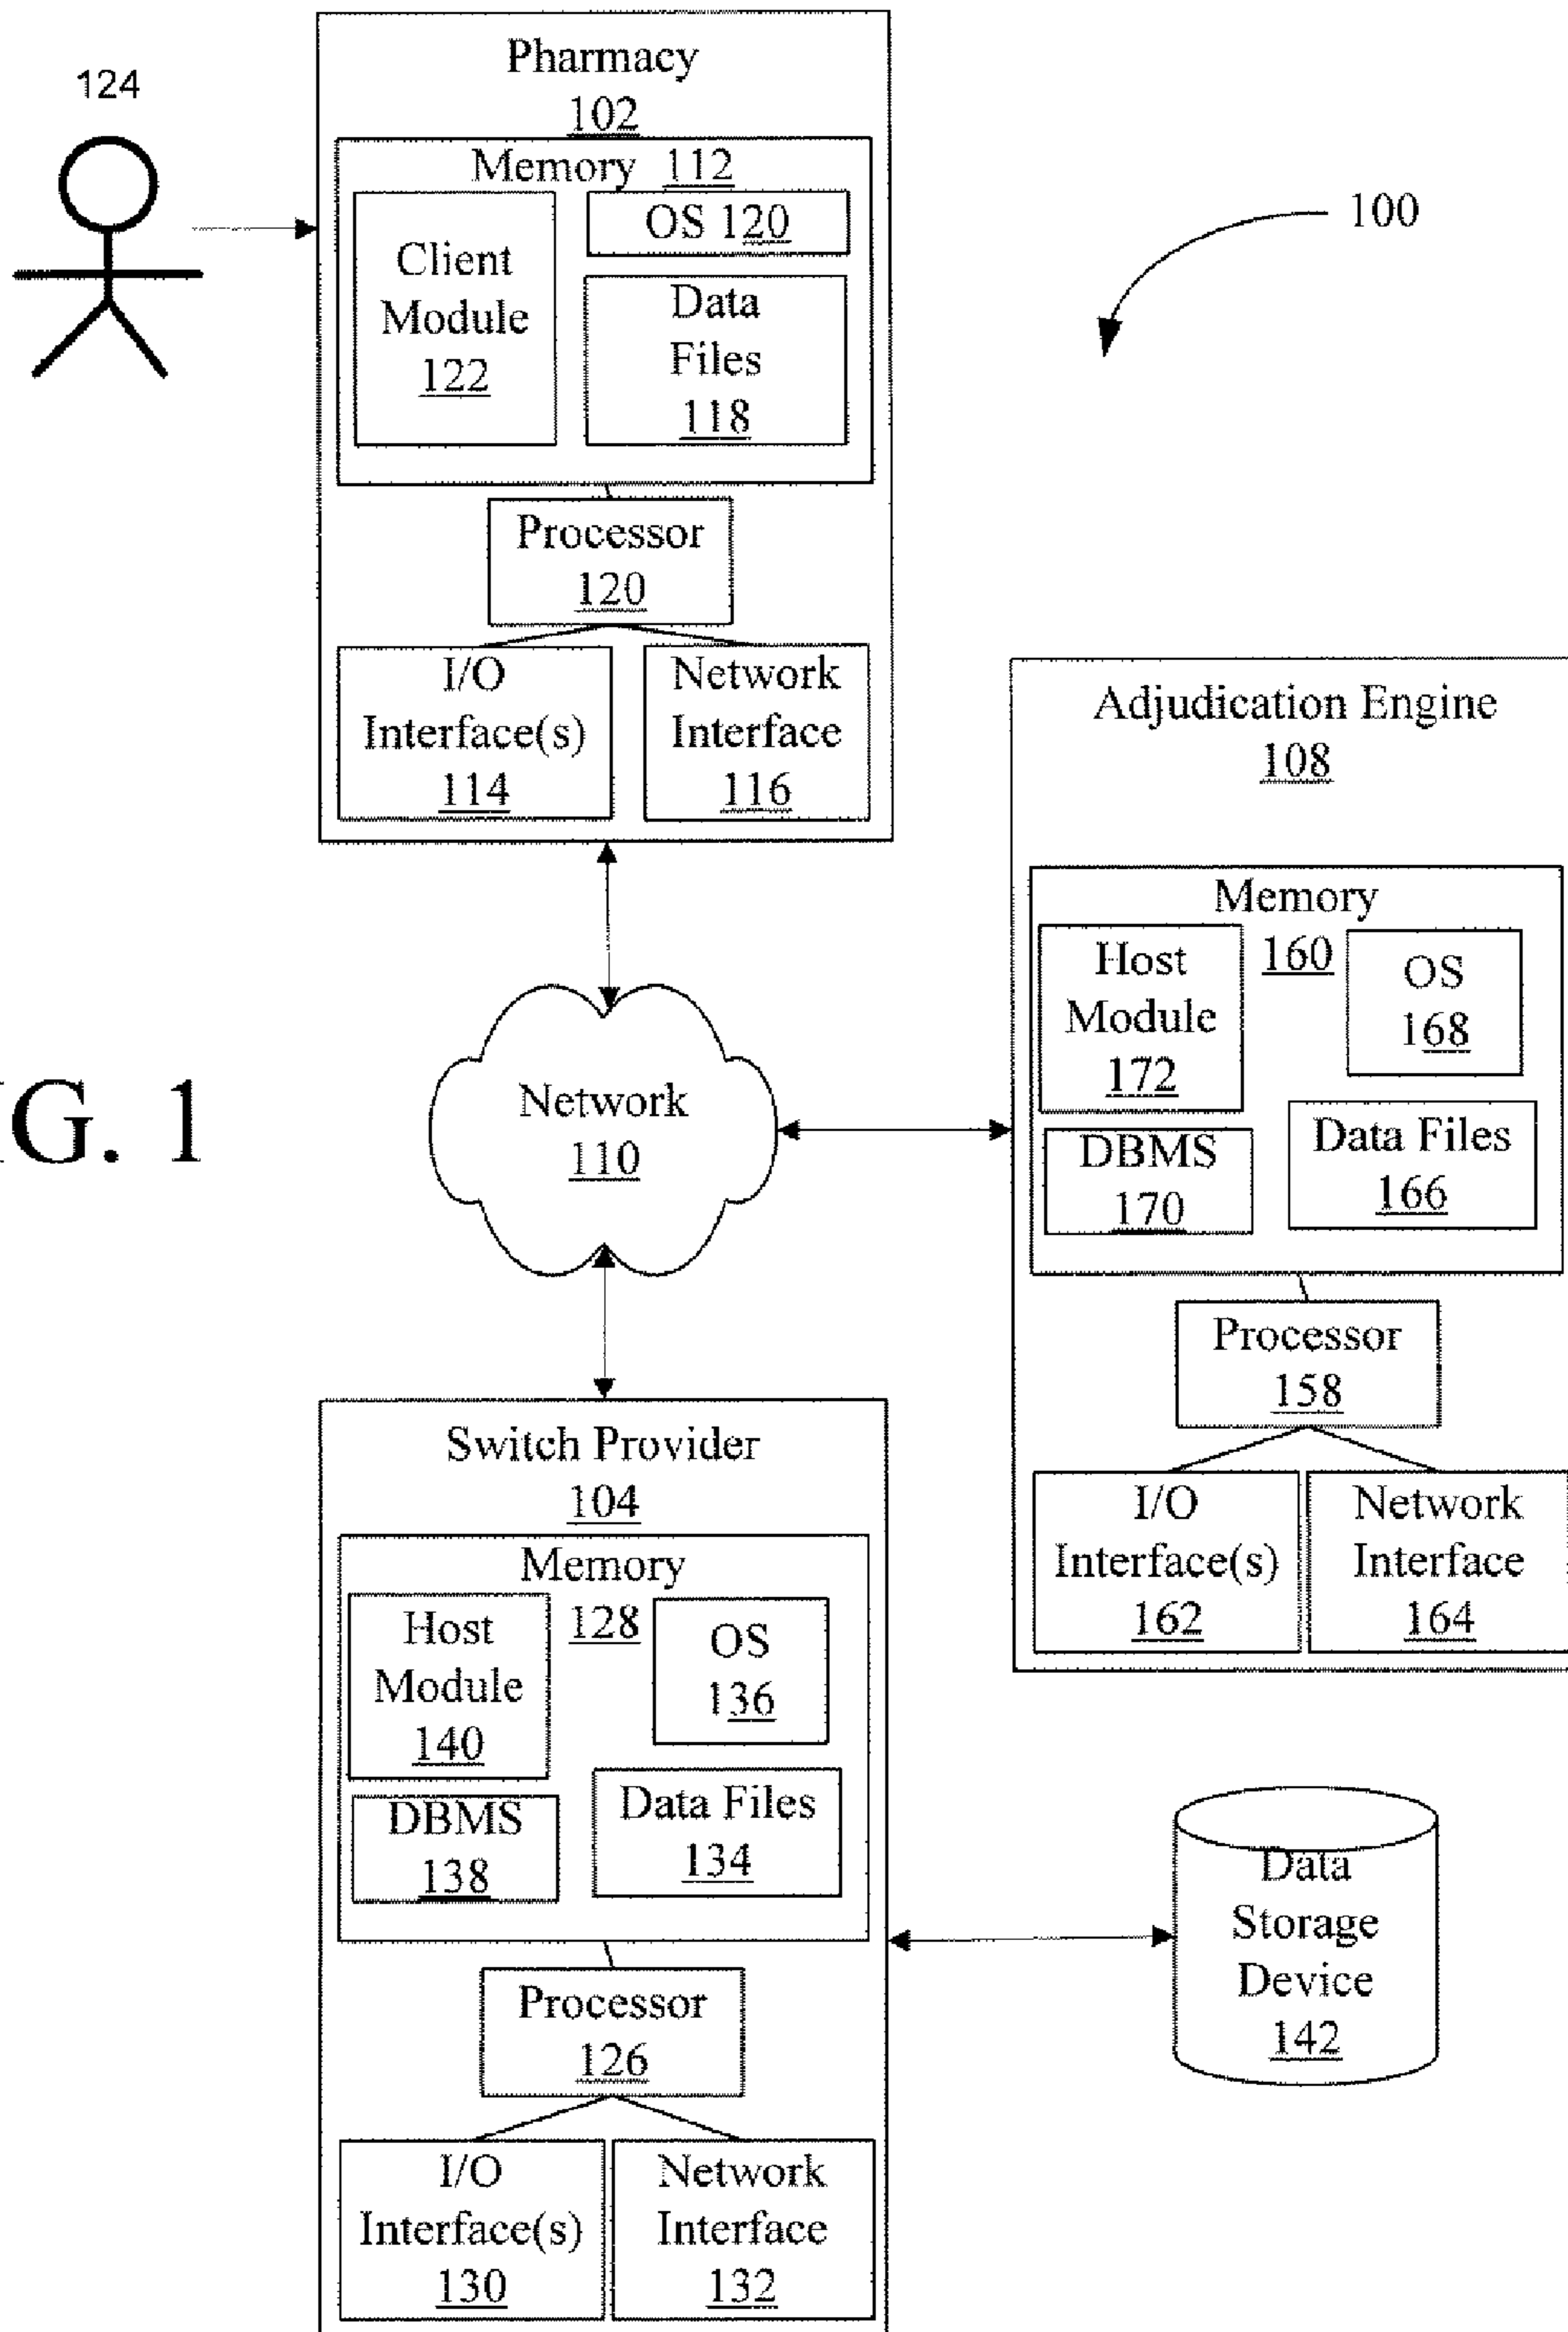 124
Pharmacy
102
Memory 112
Client
Module
122
OS 120
Data
Files
118
Processor
120
I/O
Interface(s)
114
Network
Interface
116
100
Network
110
G. 1
Adjudication Engine
108
Memory
160
Host
Module
172
OS
168
DBMS
170
Data Files
166
Processor
158
I/O
Interface(s)
162
Network
Interface
164
Switch Provider
104
Memory
128
Host
Module
140
OS
136
DBMS
138
Data Files
134
Processor
126
I/O
Interface(s)
130
Network
Interface
132
Data
Storage
Device
142